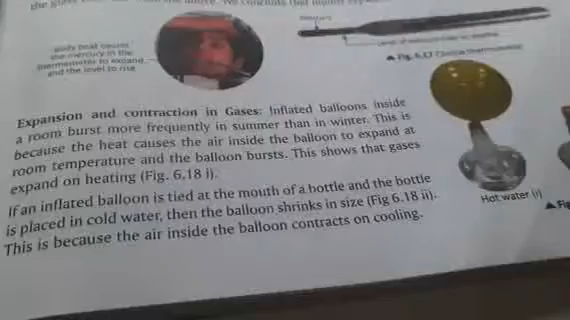 body heat causes
the mercury in the
thermometer to expand
and the level to rise
▲ Fig. 6.17 Clinical thermometer
Expansion and contraction in Gases: Inflated balloons inside
a room burst more frequently in summer than in winter. This is
because the heat causes the air inside the balloon to expand at
room temperature and the balloon bursts. This shows that gases
expand on heating (Fig. 6.18 i).
If an inflated balloon is tied at the mouth of a bottle and the bottle
is placed in cold water, then the balloon shrinks in size (Fig 6.18 ii).
This is because the air inside the balloon contracts on cooling.
Hot water (i)
▲ Fig